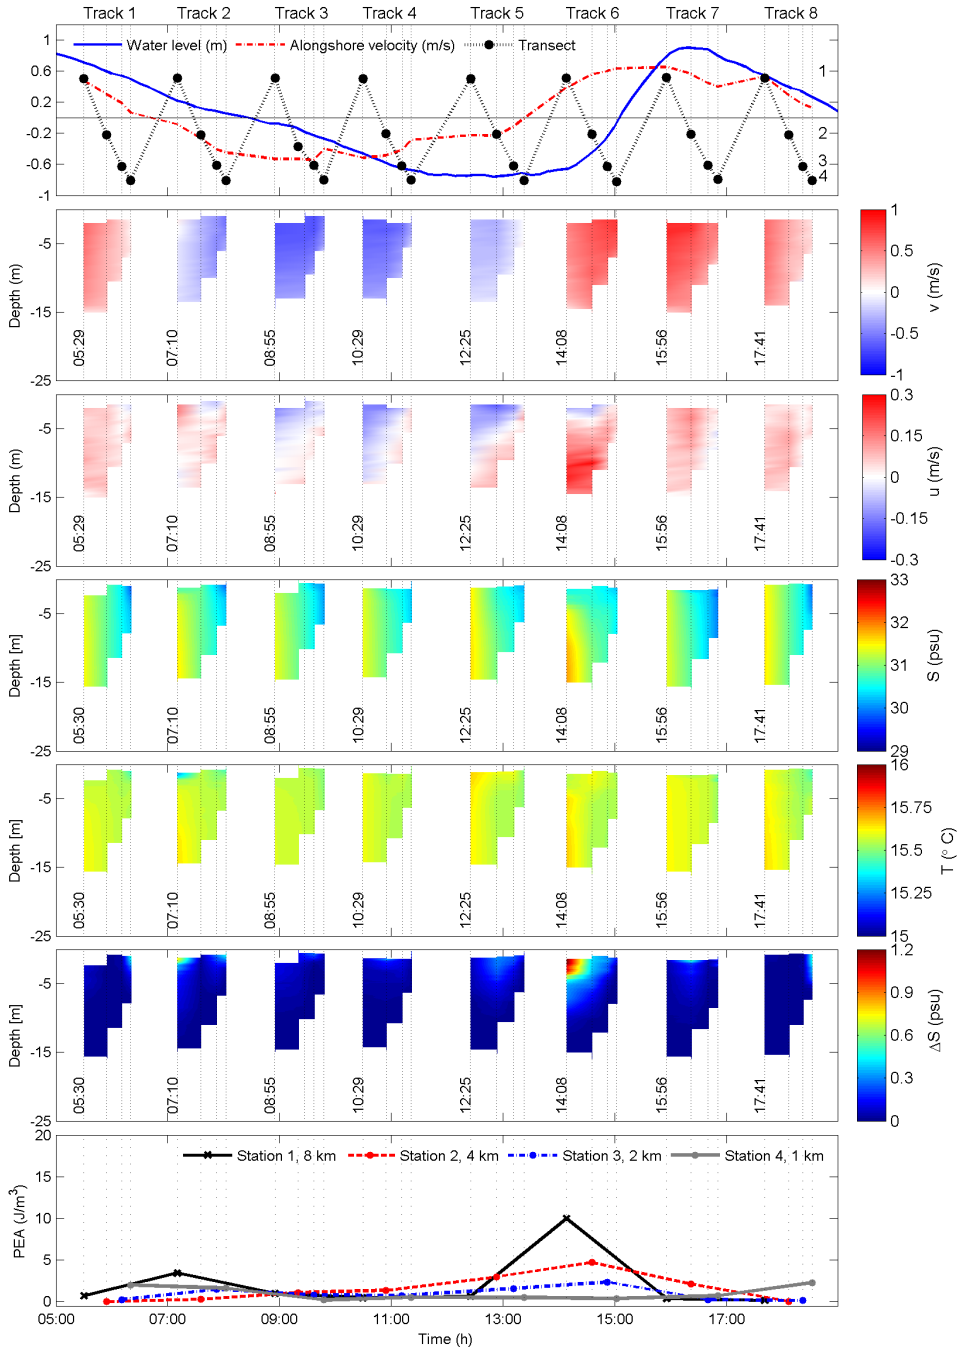 Track 1 Track 2 Track 3 Track 4 Track 5 Track 6 Track 7 Track 8
Water level (m) Alongshore velocity (m/s) Transect
1
0.6
0.2
-0.2
-0.6
-1
1
2
3
4
Depth (m)
-5
-15
-25
05:29 07:10 08:55 10:29 12:25 14:08 15:56 17:41
1
0.5
0
-0.5
-1
v (m/s)
Depth (m)
-5
-15
-25
05:29 07:10 08:55 10:29 12:25 14:08 15:56 17:41
0.3
0.15
0
-0.15
-0.3
u (m/s)
Depth [m]
-5
-15
-25
05:30 07:10 08:55 10:29 12:25 14:08 15:56 17:41
33
32
31
30
29
S (psu)
Depth [m]
-5
-15
-25
05:30 07:10 08:55 10:29 12:25 14:08 15:56 17:41
16
15.75
15.5
15.25
15
T (° C)
Depth [m]
-5
-15
-25
05:30 07:10 08:55 10:29 12:25 14:08 15:56 17:41
1.2
0.9
0.6
0.3
0
ΔS (psu)
PEA (J/m³)
20
15
10
5
0
Station 1, 8 km Station 2, 4 km Station 3, 2 km Station 4, 1 km
05:00 07:00 09:00 11:00 13:00 15:00 17:00
Time (h)